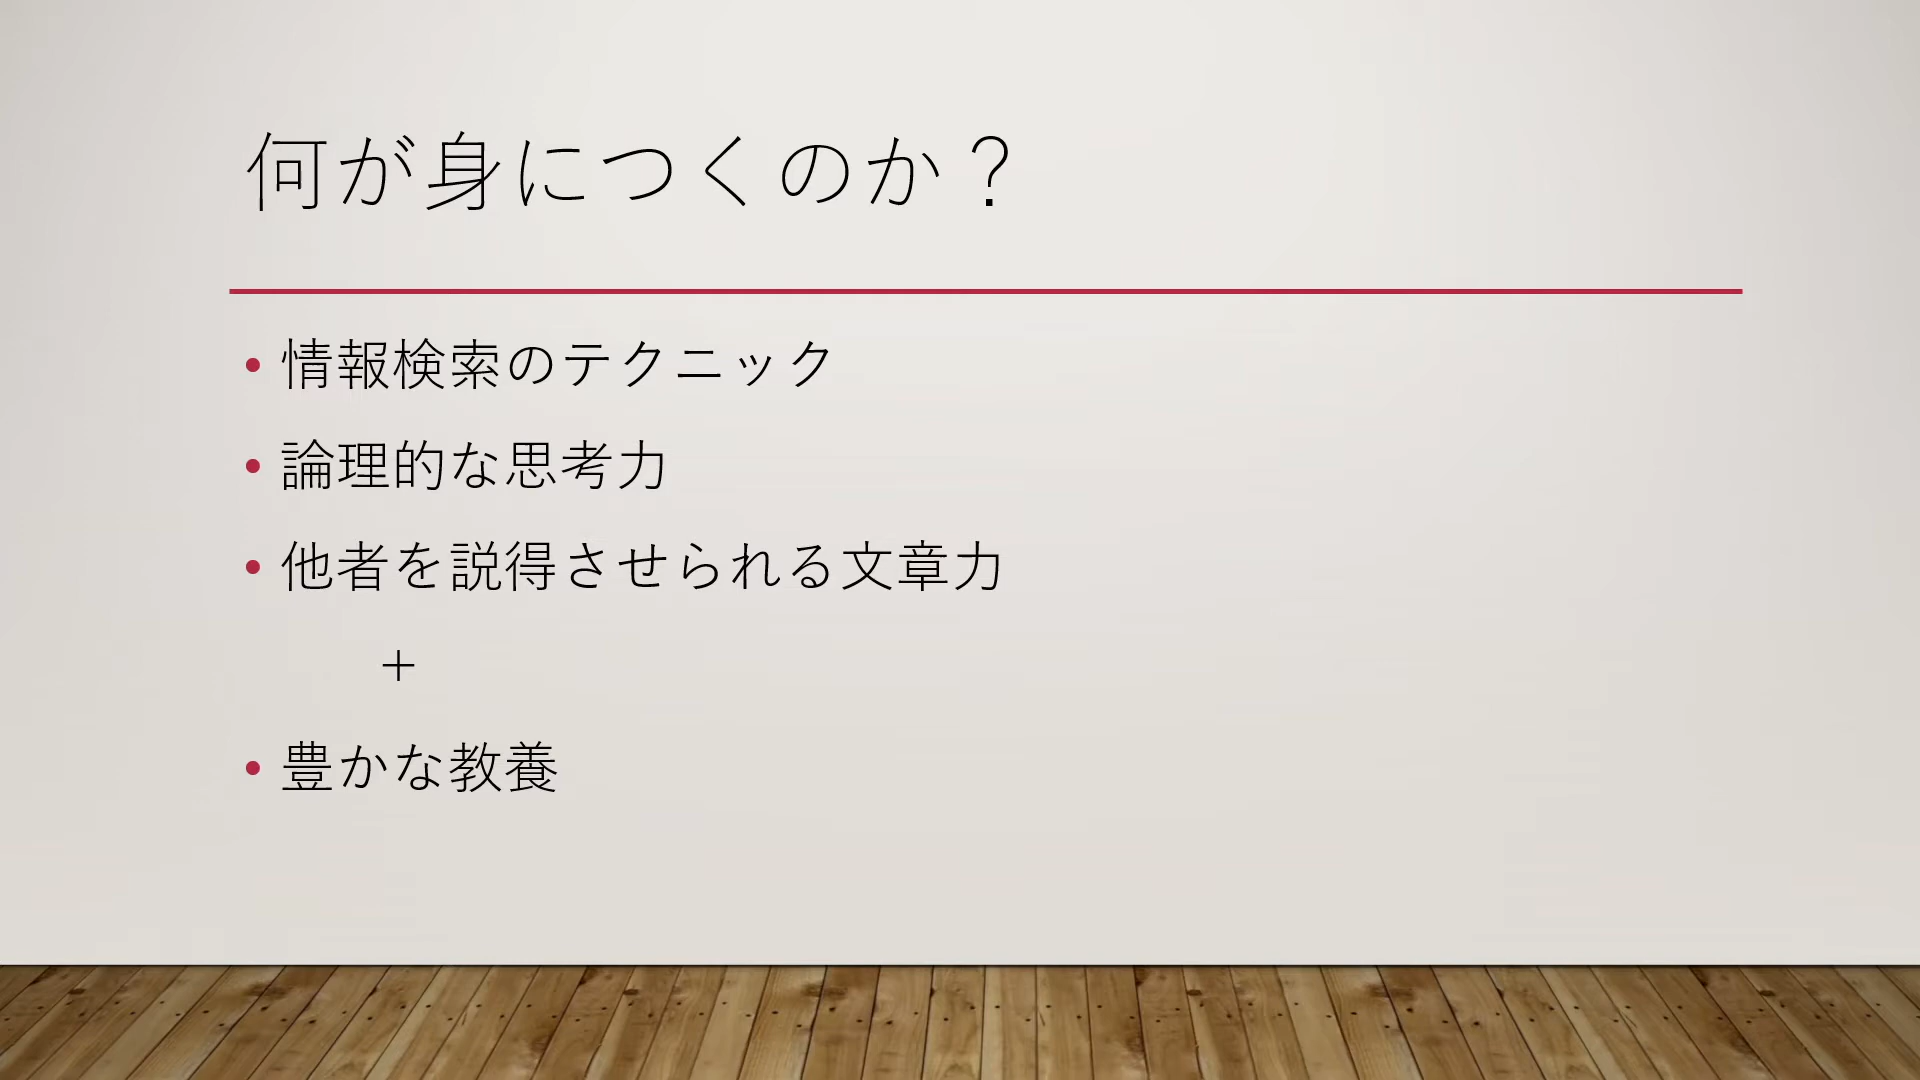 何が身につくのか？
• 情報検索のテクニック
• 論理的な思考力
• 他者を説得させられる文章力
＋
• 豊かな教養